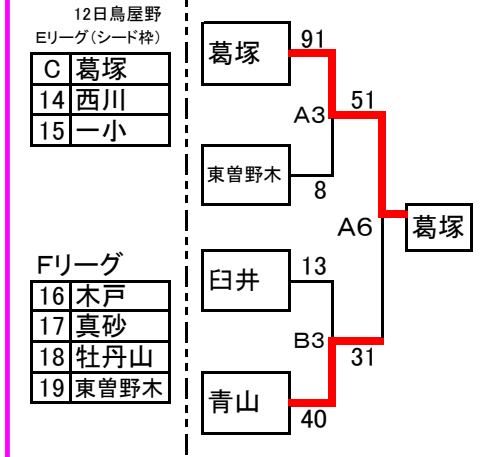 12日鳥屋野
Eリーグ(シード枠)
C 葛塚
14 西川
15 一小
Fリーグ
16 木戸
17 真砂
18 牡丹山
19 東曽野木
葛塚
91
A3
51
東曽野木
8
A6
葛塚
臼井
13
B3
31
青山
40